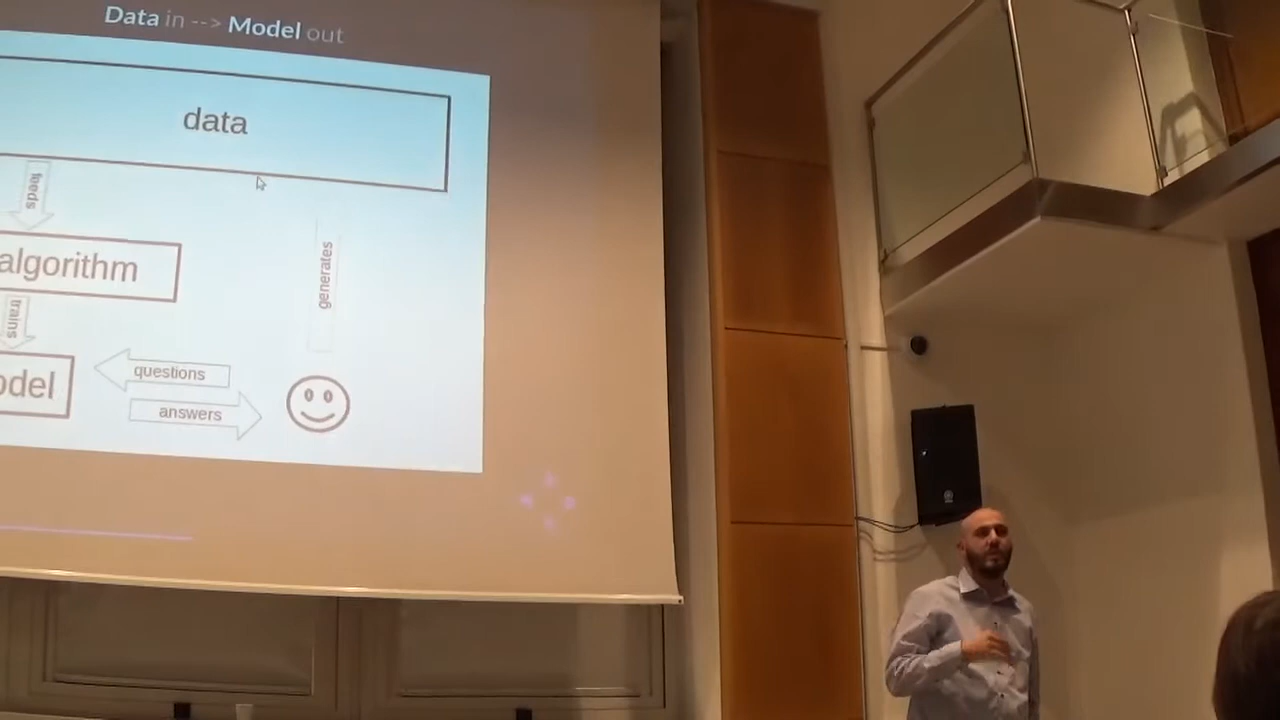 Data in --> Model out
data
feeds
generates
algorithm
trains
questions
odel
answers